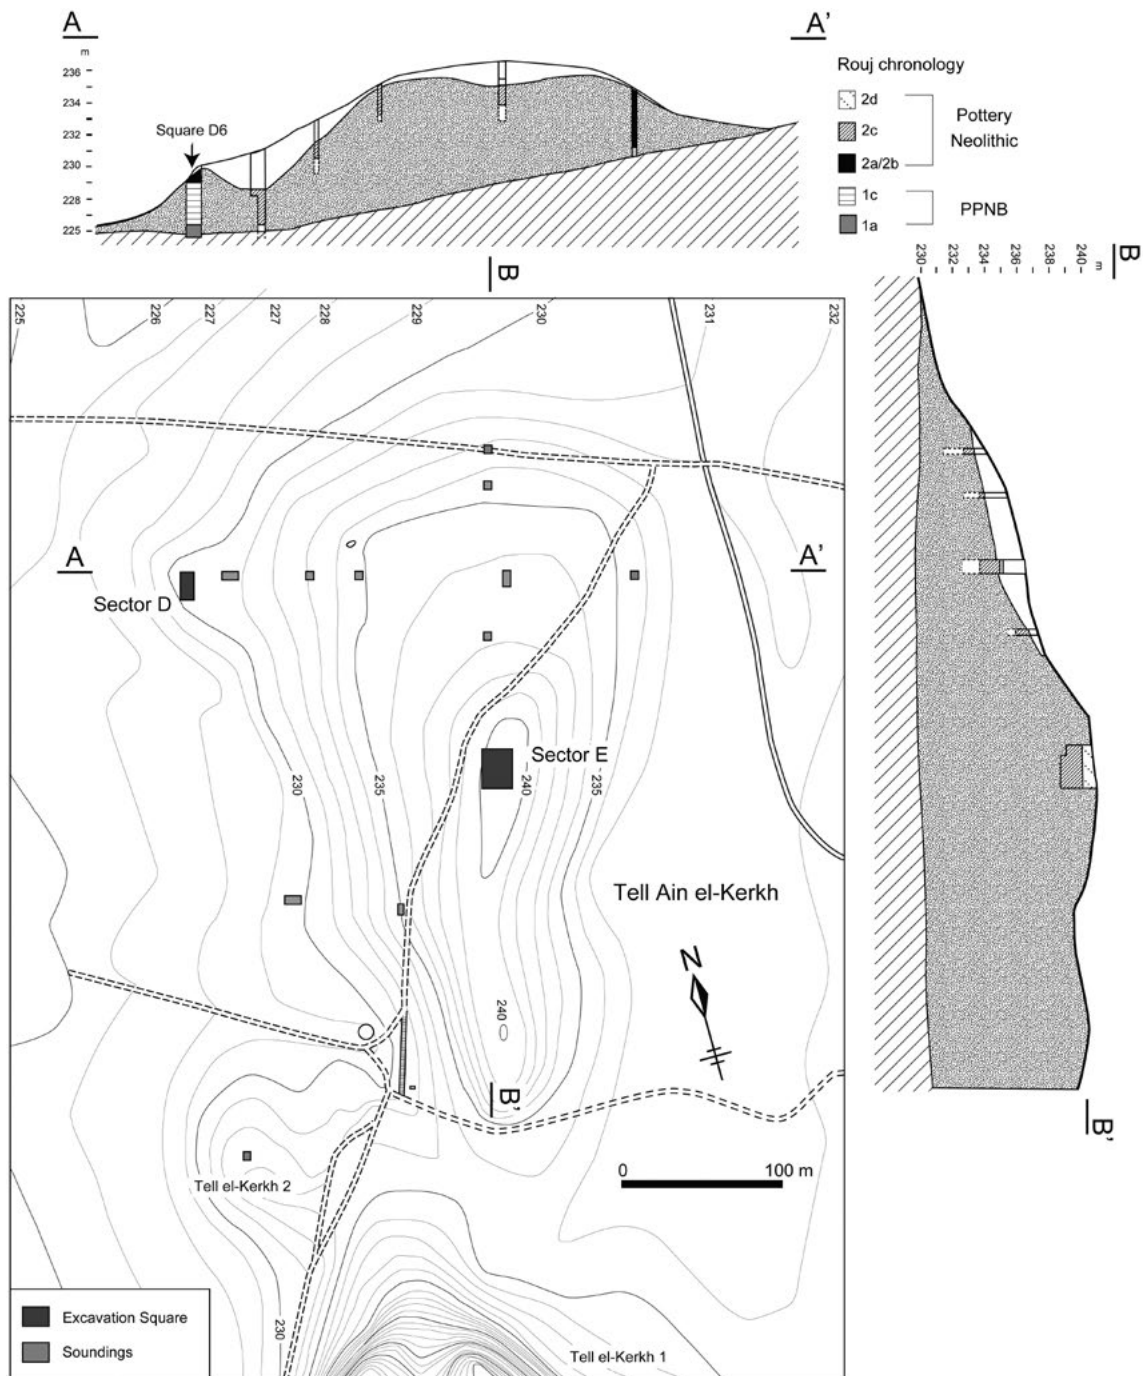 A
A'
m
236
234
232
230
228
225
Square D6
Rouj chronology
2d
2c
2a/2b
Pottery
Neolithic
1c
1a
PPNB
B
B
230
232
234
236
240
m
225
226
227
227
228
229
230
231
232
A
A'
Sector D
Sector E
230
235
240
235
Tell Ain el-Kerkh
N
240
B'
B'
0
100 m
Tell el-Kerkh 2
230
Tell el-Kerkh 1
Excavation Square
Soundings